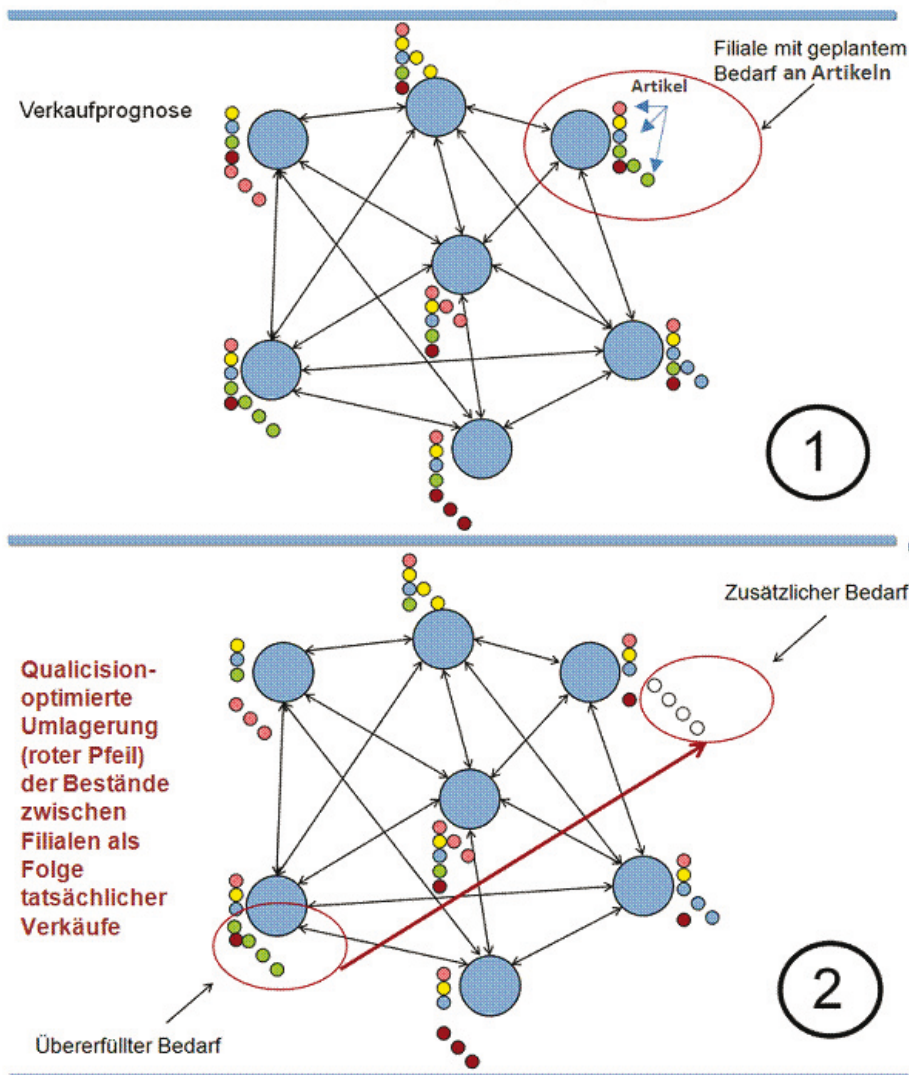 Filiale mit geplantem
Bedarf an Artikeln
Artikel
Verkaufprognose
1
Zusätzlicher Bedarf
Qualicision-
optimierte
Umlagerung
(roter Pfeil)
der Bestände
zwischen
Filialen als
Folge
tatsächlicher
Verkäufe
2
Übererfüllter Bedarf